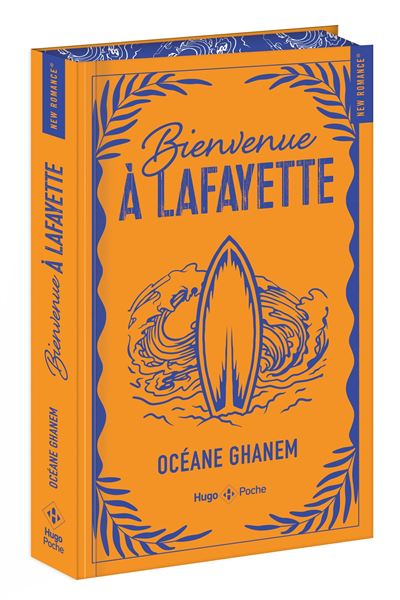 NEW ROMANCE®
Bienvenue À LAFAYETTE
OCÉANE GHANEM
Hugo Poche
NEW ROMANCE®
Bienvenue
À LAFAYETTE
OCÉANE GHANEM
Hugo Poche